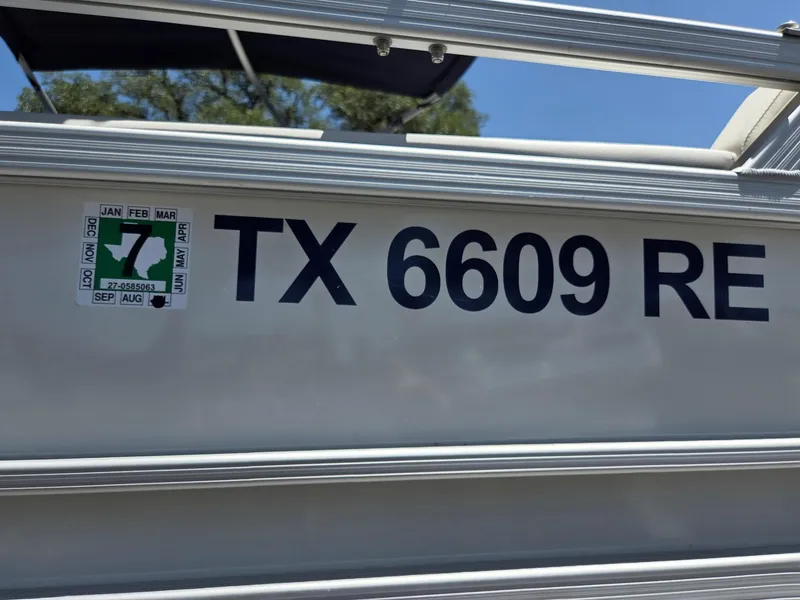 JAN FEB MAR
APR
MAY
JUN
SEP AUG
OCT
NOV
DEC
7
27-0585063
TX 6609 RE